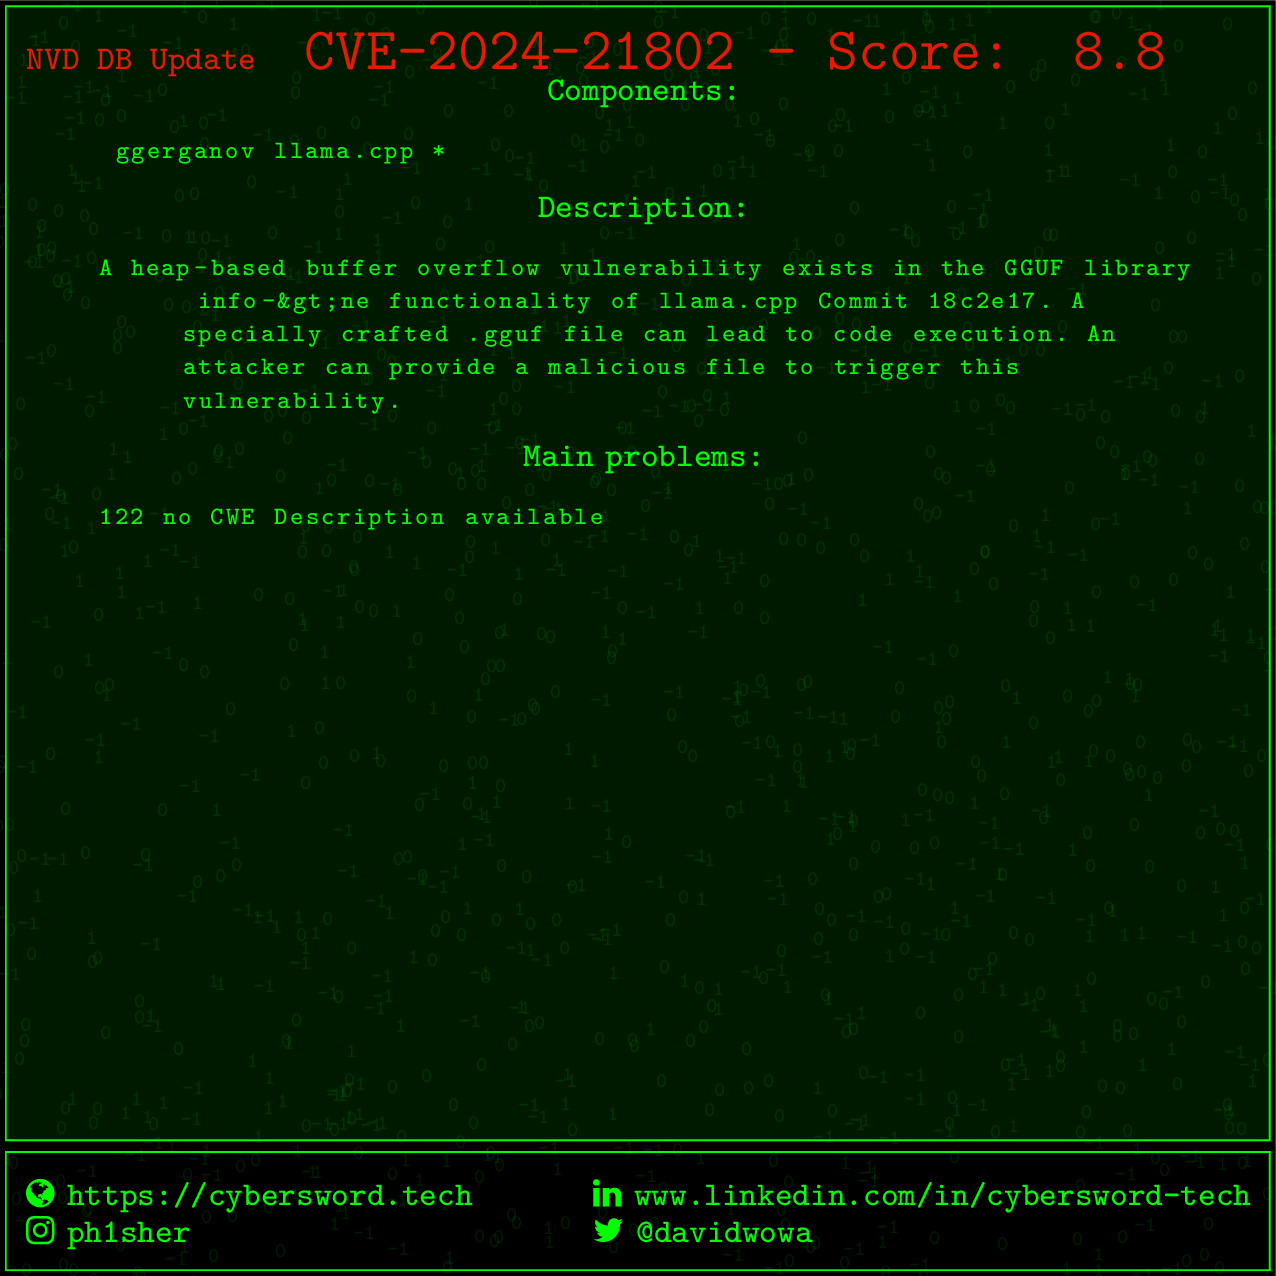 NVD DB Update CVE-2024-21802 - Score: 8.8
Components:
ggerganov llama.cpp *
Description:
A heap-based buffer overflow vulnerability exists in the GGUF library
info-&gt;ne functionality of llama.cpp Commit 18c2e17. A
specially crafted .gguf file can lead to code execution. An
attacker can provide a malicious file to trigger this
vulnerability.
Main problems:
122 no CWE Description available
https://cybersword.tech
www.linkedin.com/in/cybersword-tech
ph1sher
@davidwowa